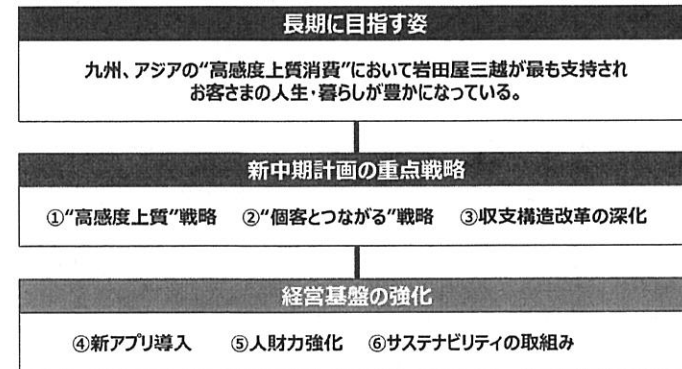 長期に目指す姿
九州、アジアの“高感度上質消費”において岩田屋三越が最も支持され
お客さまの人生・暮らしが豊かになっている。
新中期計画の重点戦略
①“高感度上質”戦略 ②“個客とつながる”戦略 ③収支構造改革の深化
経営基盤の強化
④新アプリ導入 ⑤人財力強化 ⑥サステナビリティの取組み